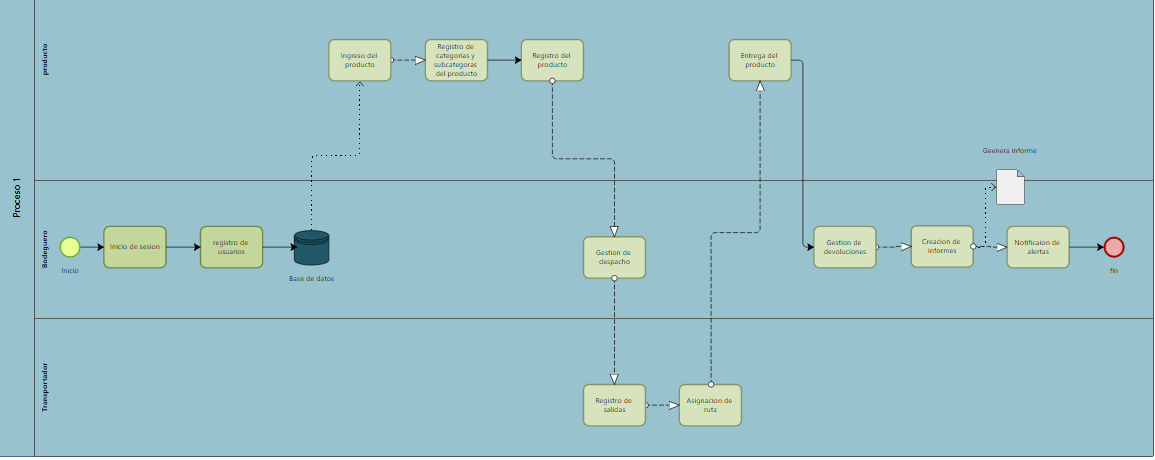 Proceso 1
producto
Ingreso del
producto
Registro de
categorias y
subcategoras
del producto
Registro del
producto
Entrega del
producto
Geenera informe
Bodeguero
Inicio
Inicio de sesion
registro de
usuarios
Base de datos
Gestion de
despacho
Gestion de
devoluciones
Creacion de
informes
Notificaion de
alertas
fin
Transportador
Registro de
salidas
Asignacion de
ruta